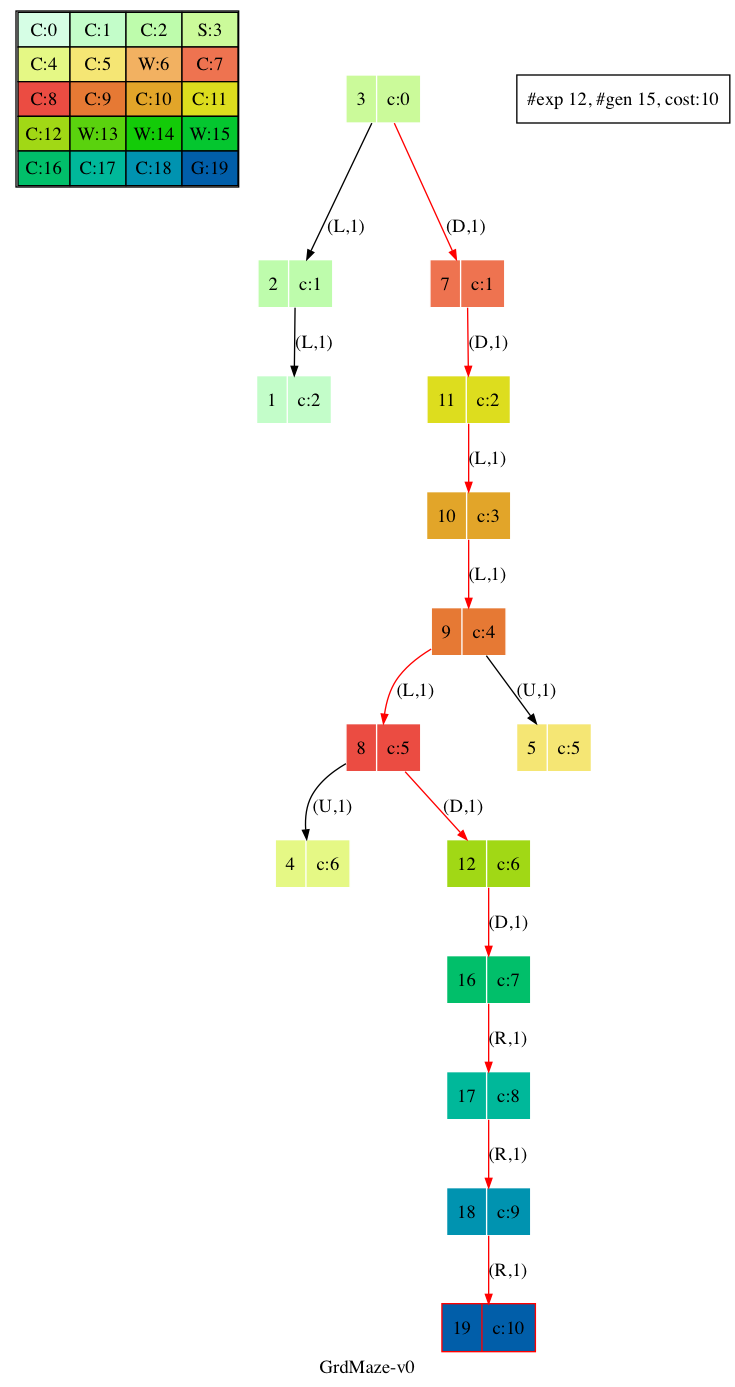 C:0 C:1 C:2 S:3
C:4 C:5 W:6 C:7
C:8 C:9 C:10 C:11
C:12 W:13 W:14 W:15
C:16 C:17 C:18 G:19
3 c:0
#exp 12, #gen 15, cost:10
(L,1) (D,1)
2 c:1 7 c:1
(L,1) (D,1)
1 c:2 11 c:2
(L,1)
10 c:3
(L,1)
9 c:4
(L,1) (U,1)
8 c:5 5 c:5
(U,1) (D,1)
4 c:6 12 c:6
(D,1)
16 c:7
(R,1)
17 c:8
(R,1)
18 c:9
(R,1)
19 c:10
GrdMaze-v0